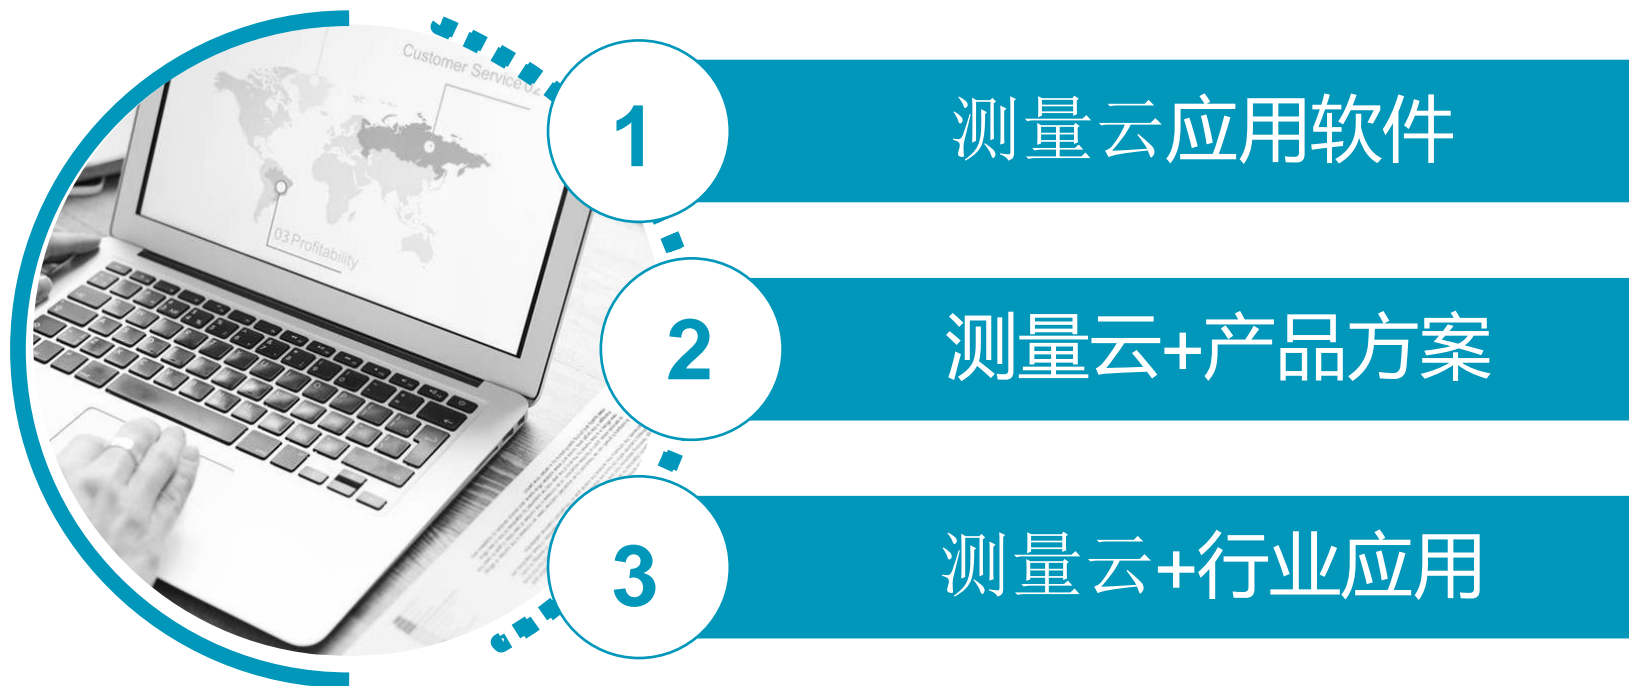 Customer Service 02
03 Profitability
1
测量云应用软件
2
测量云+产品方案
3
测量云+行业应用